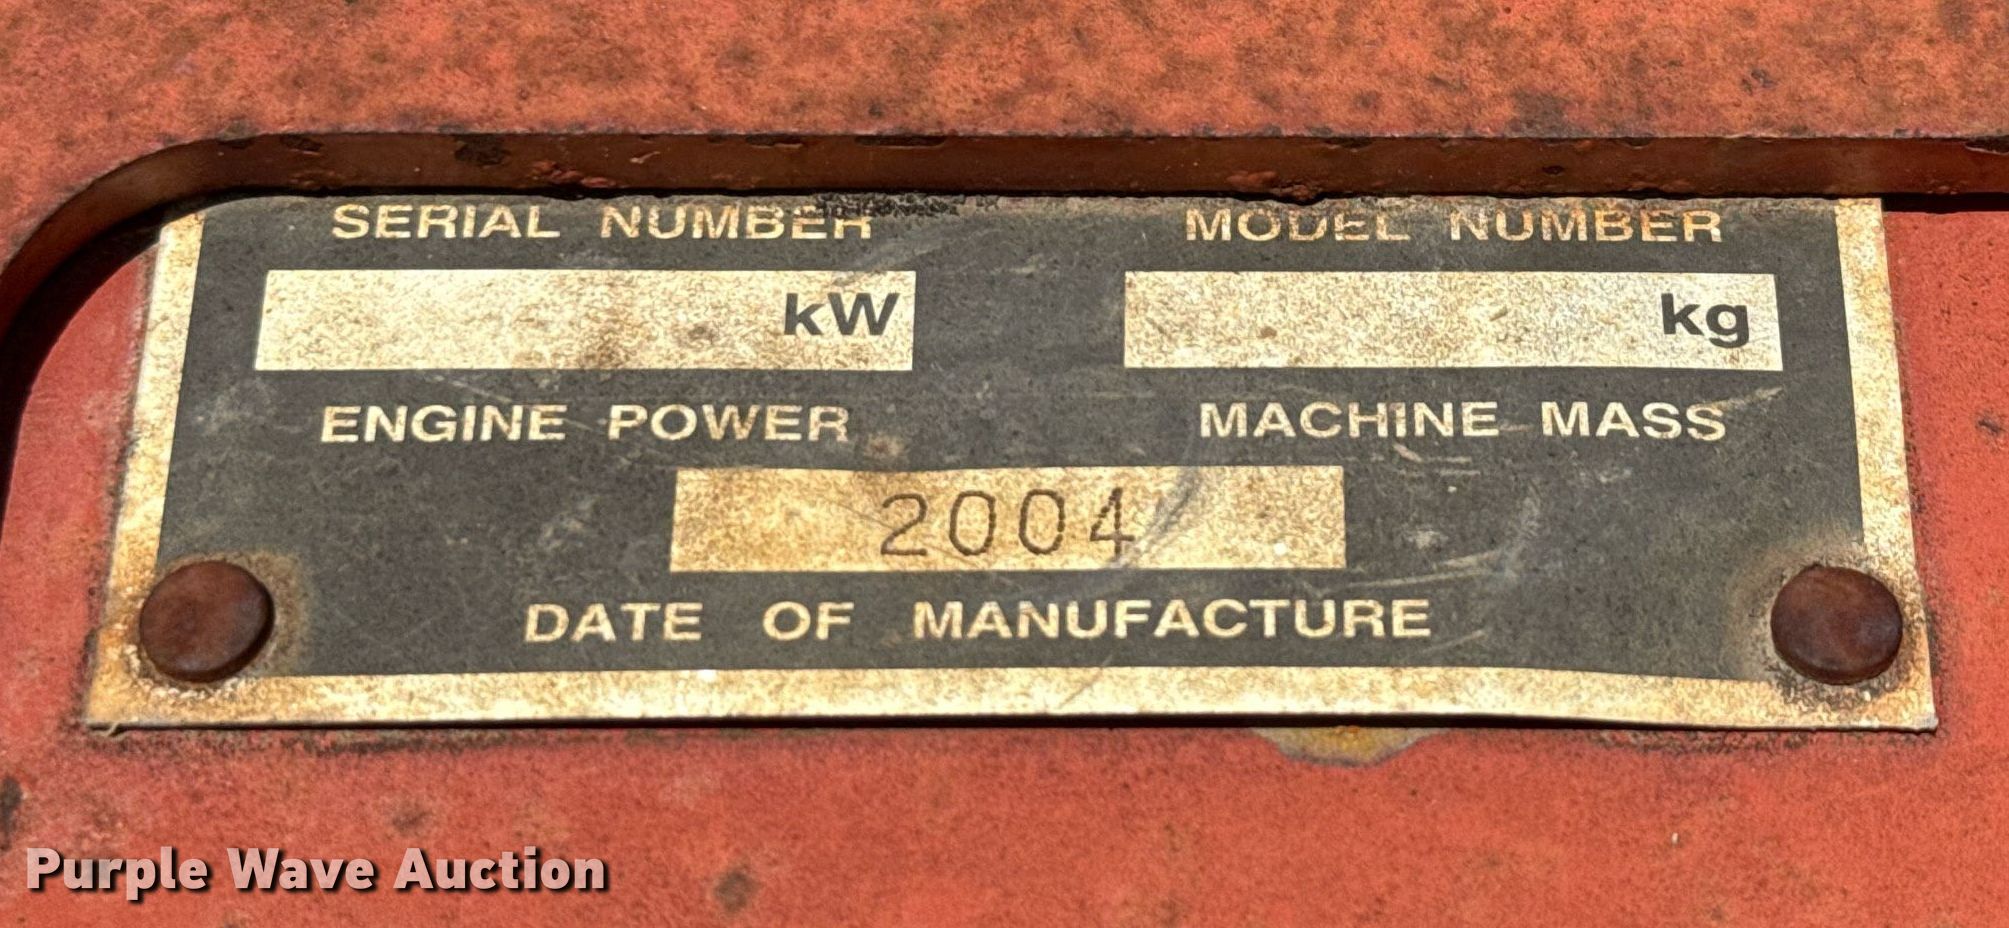 SERIAL NUMBER MODEL NUMBER
kW kg
ENGINE POWER MACHINE MASS
2004
DATE OF MANUFACTURE
Purple Wave Auction